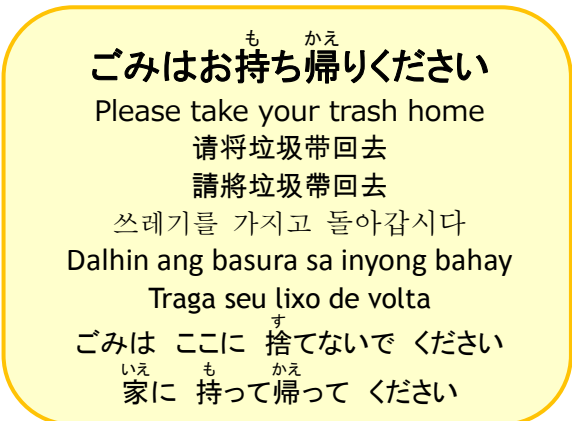 ごみはお持ち帰りください
Please take your trash home
请将垃圾带回去
請將垃圾帶回去
쓰레기를 가지고 돌아갑시다
Dalhin ang basura sa inyong bahay
Traga seu lixo de volta
ごみは ここに 捨てないで ください
家に 持って帰って ください